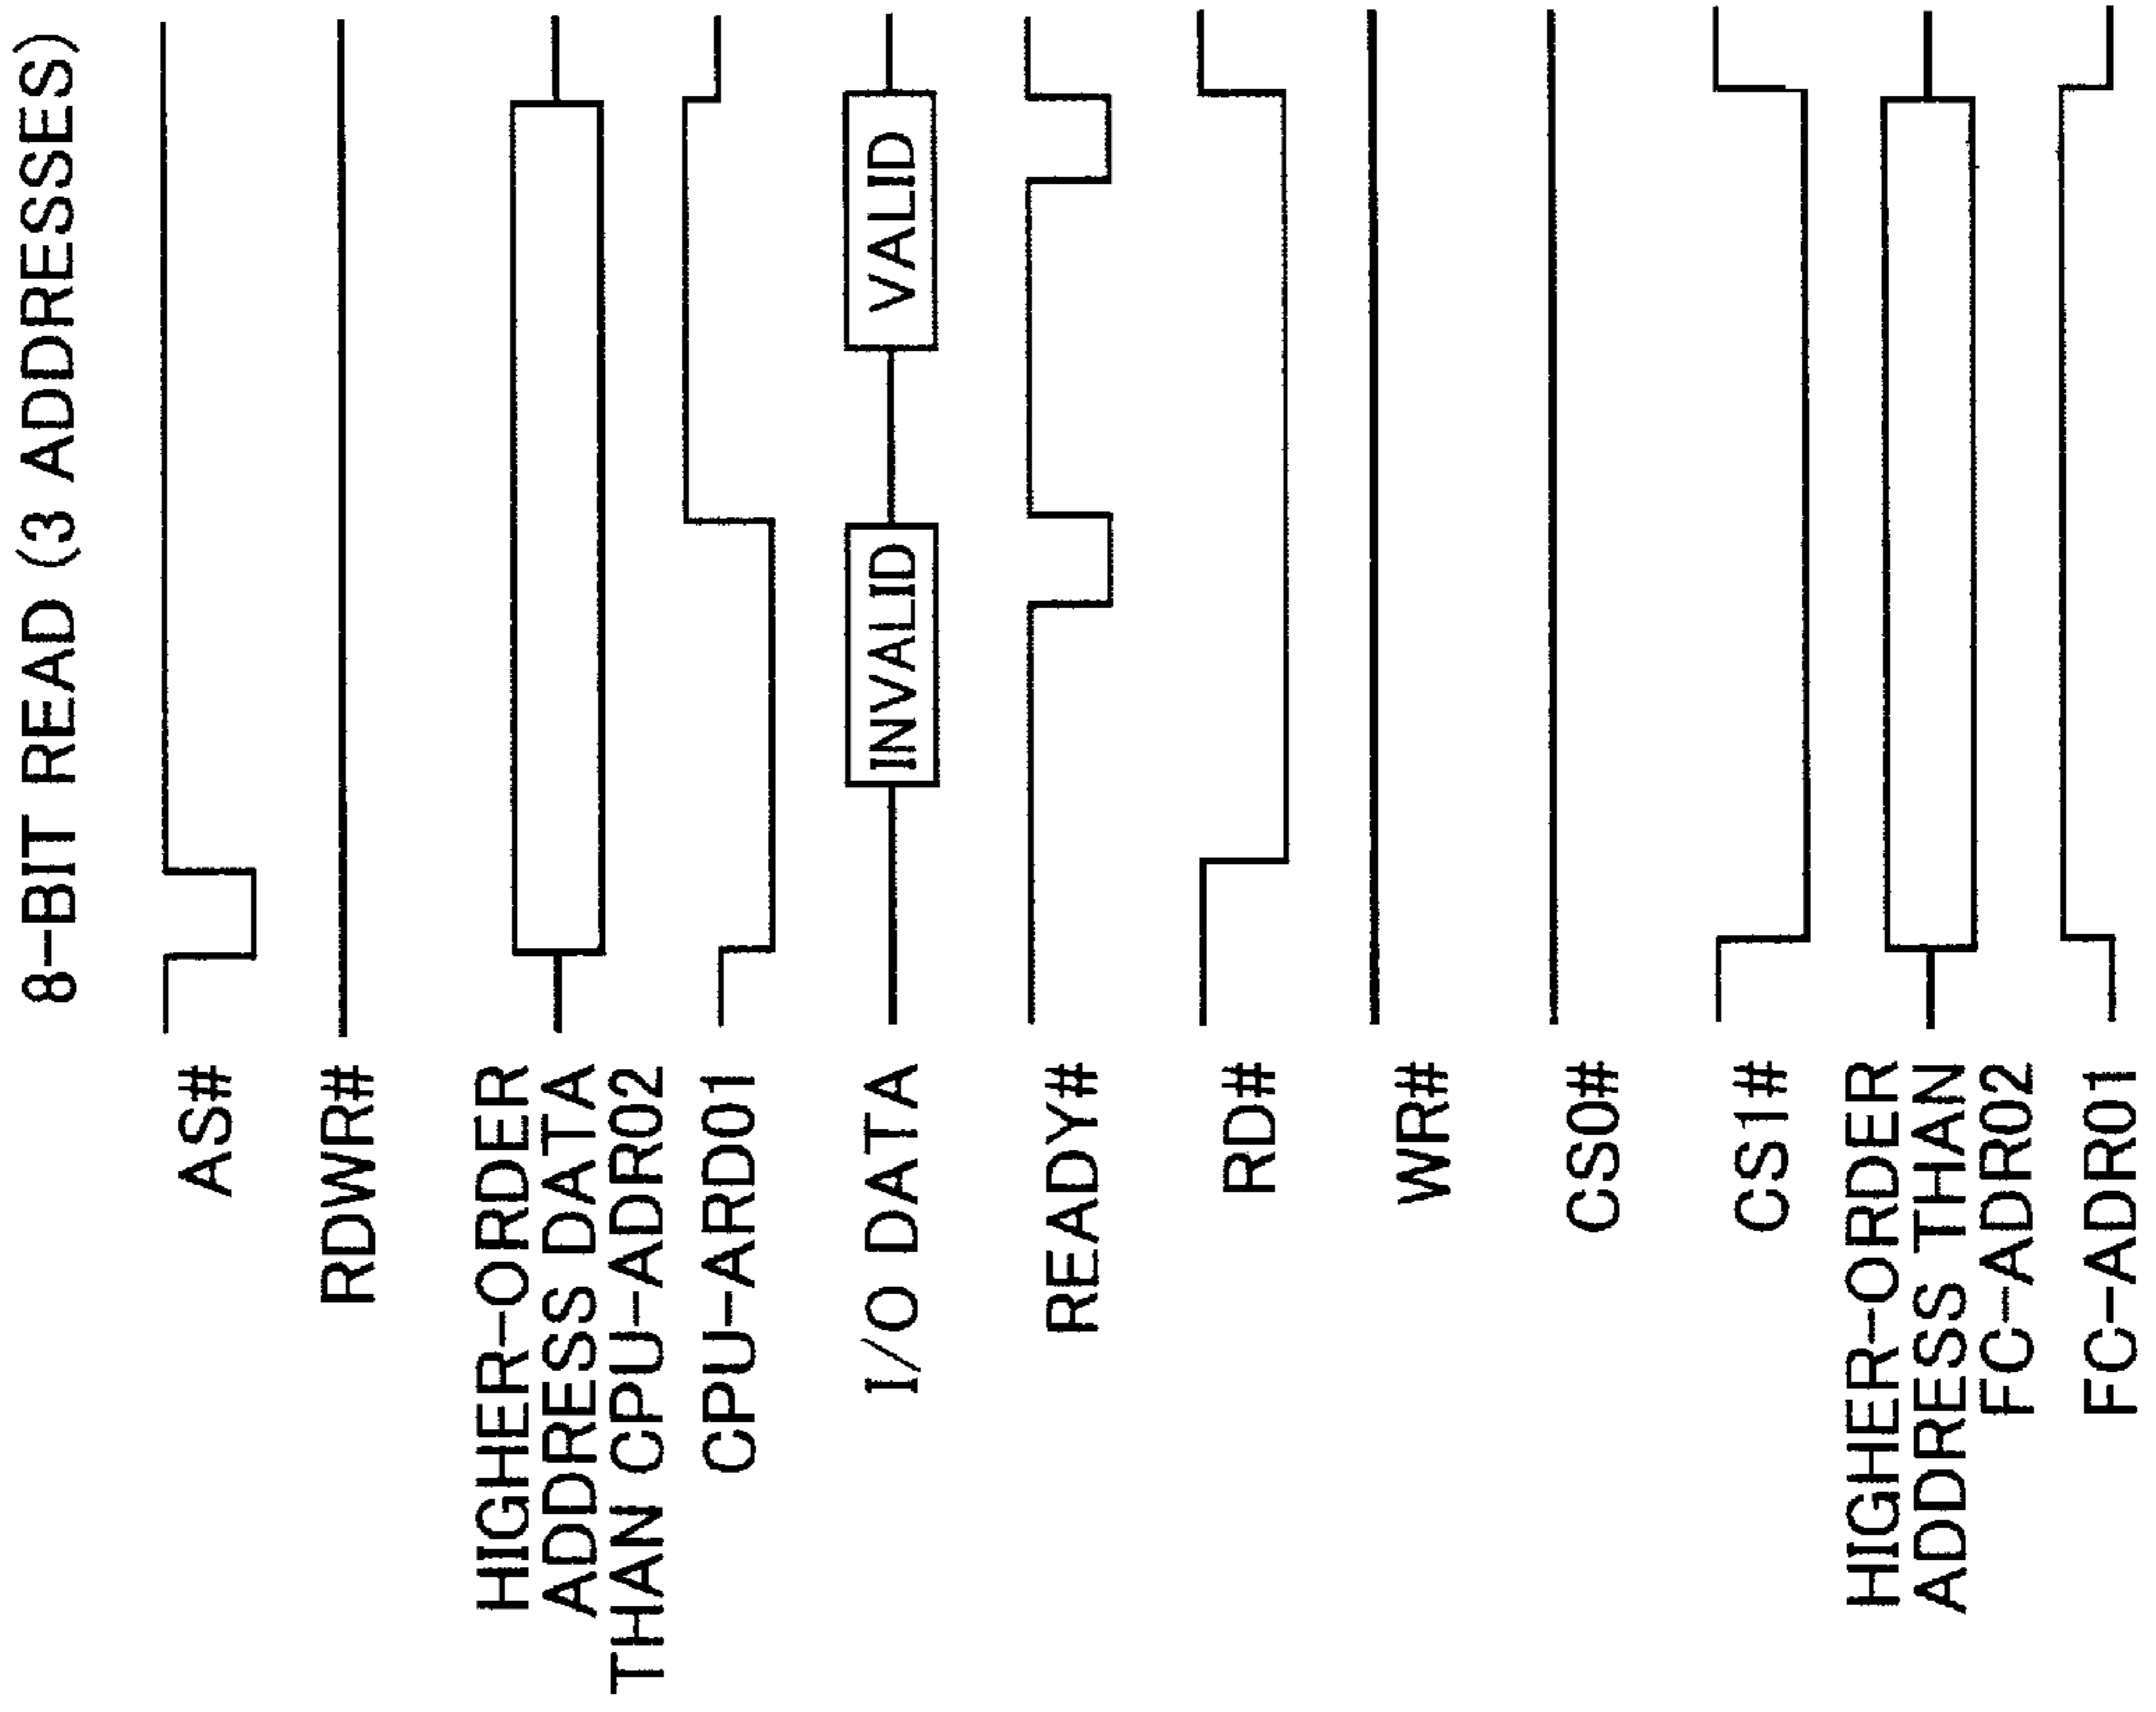 8-BIT READ (3 ADDRESSES)
AS#
RDWR#
HIGHER-ORDER
ADDRESS DATA
THAN CPU-ADR02
CPU-ARD01
I/O DATA
INVALID
VALID
READY#
RD#
WR#
CS0#
CS1#
HIGHER-ORDER
ADDRESS THAN
FC-ADR02
FC-ADR01